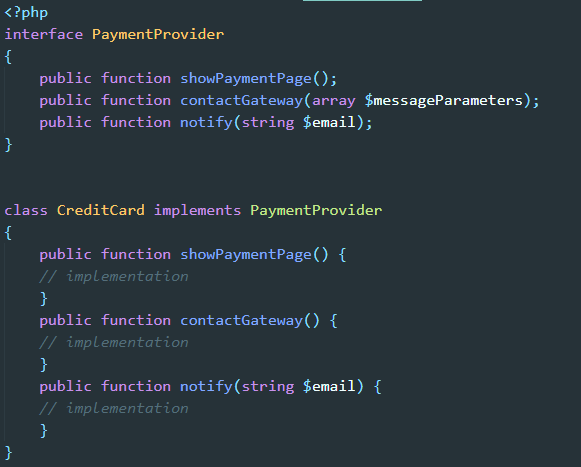 <?php
interface PaymentProvider
{
public function showPaymentPage();
public function contactGateway(array $messageParameters);
public function notify(string $email);
}
class CreditCard implements PaymentProvider
{
public function showPaymentPage() {
// implementation
}
public function contactGateway() {
// implementation
}
public function notify(string $email) {
// implementation
}
}